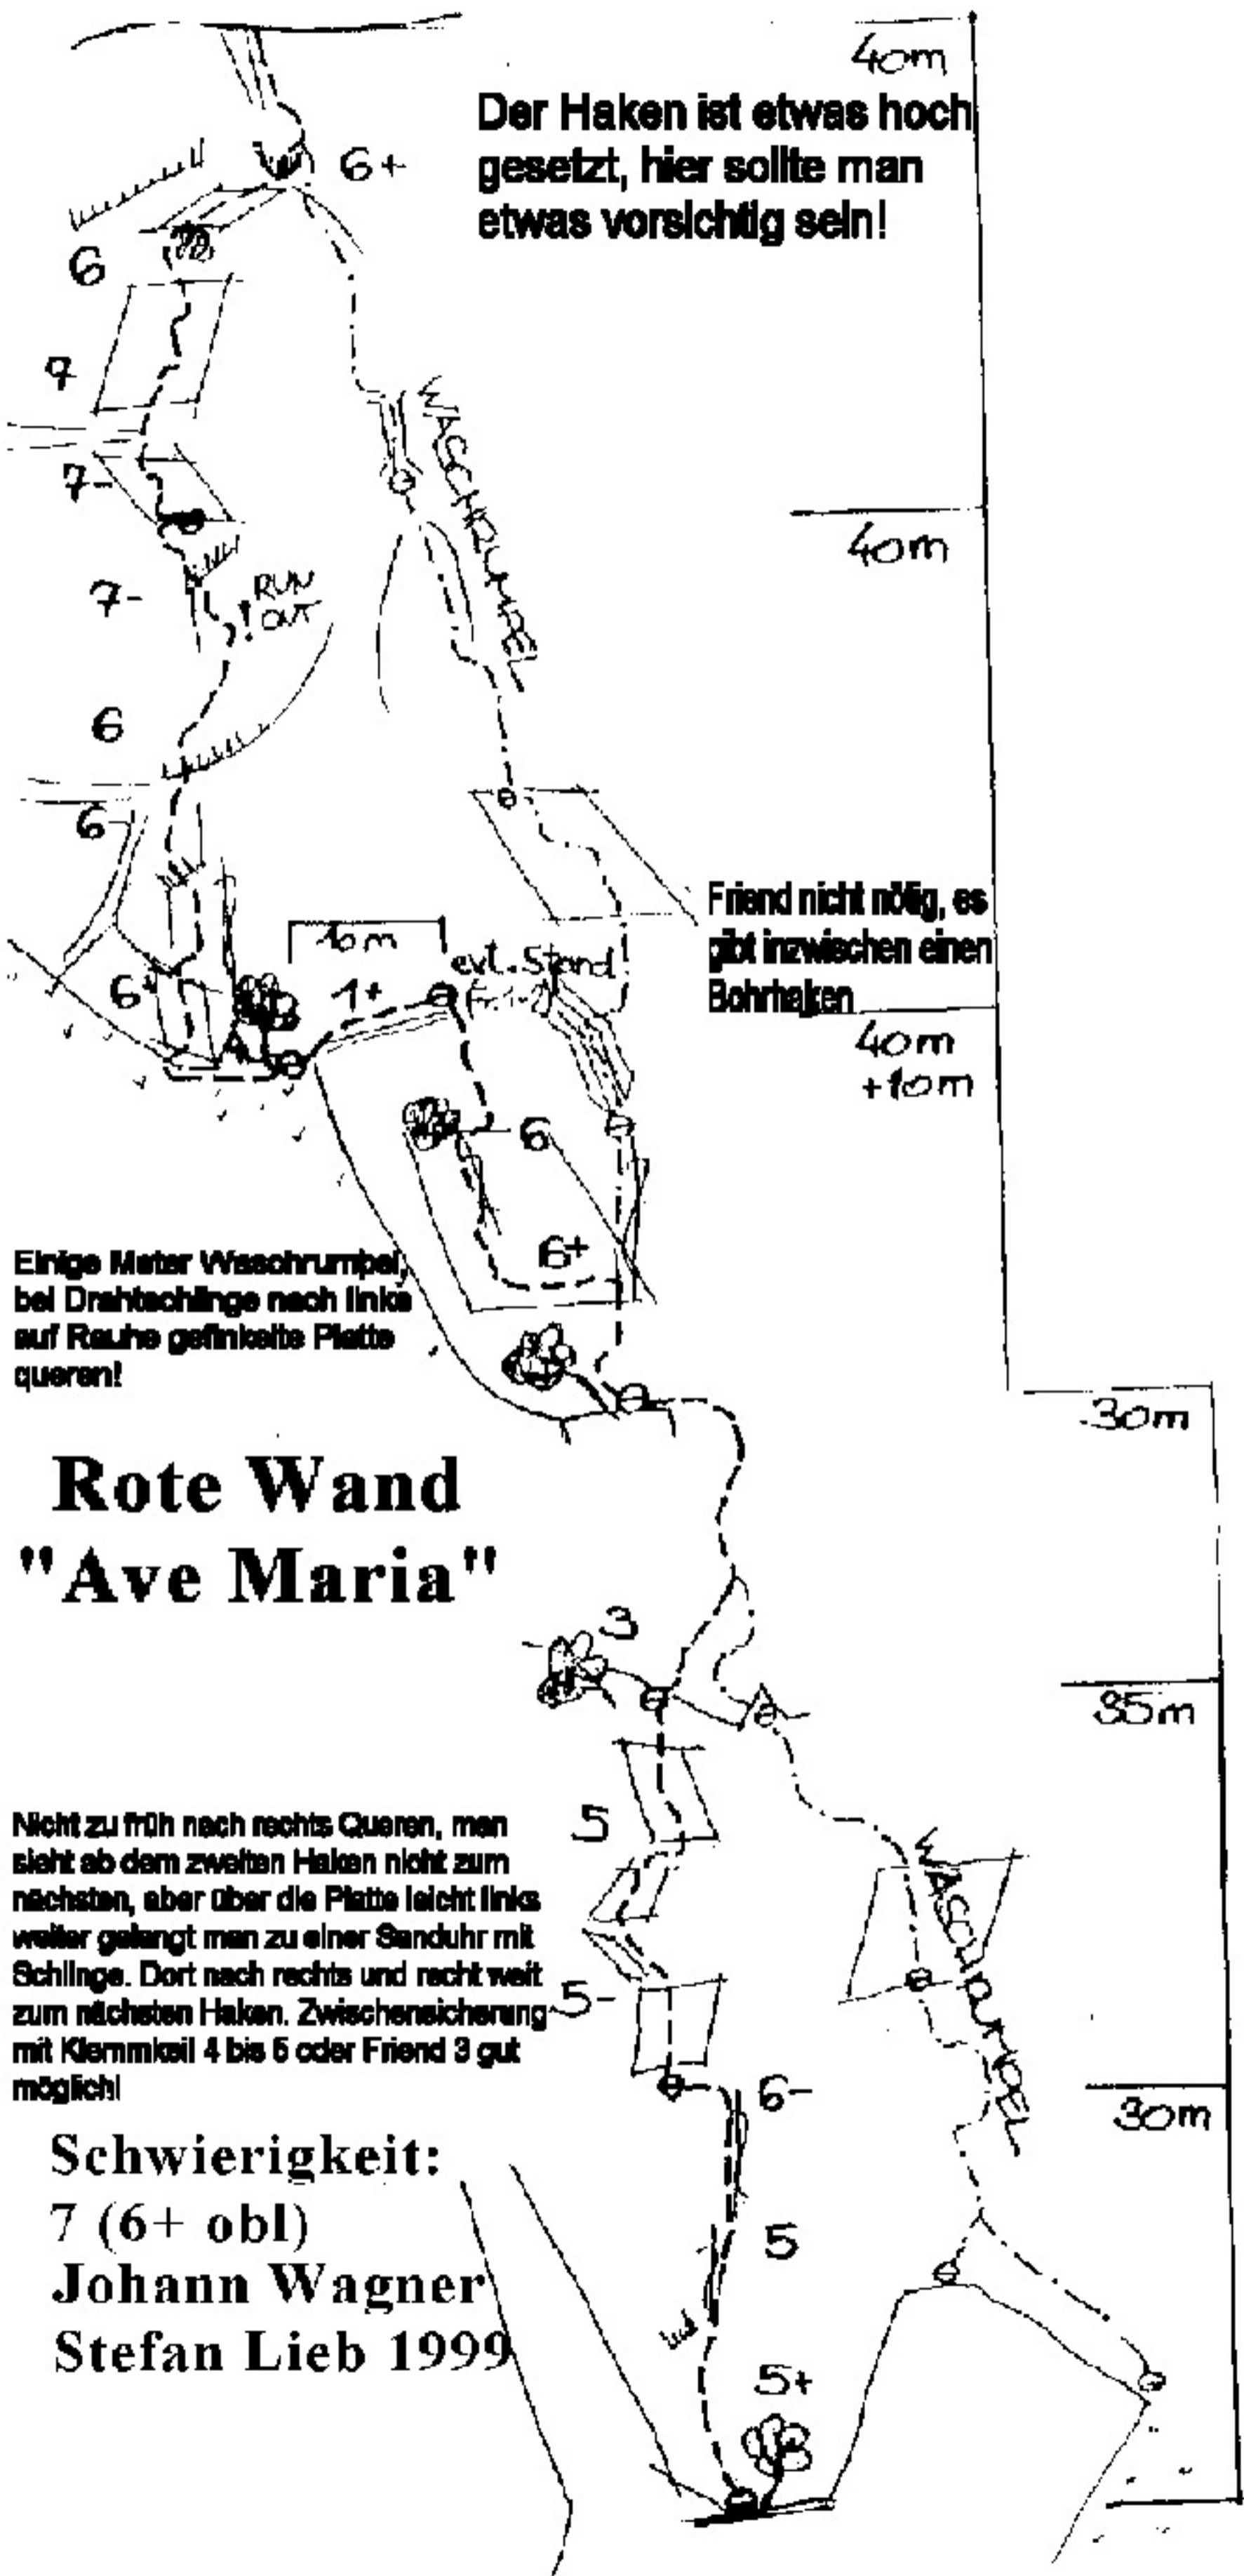 40m
Der Haken ist etwas hoch
gesetzt, hier sollte man
etwas vorsichtig sein!
6+
6
7
WASCHRUMPEL
7-
40m
7-
! RUN
OUT
6
6-
Friend nicht nötig, es
gibt inzwischen einen
Bohrhaken
10m
evt. Stand
1+
6+
40m
+10m
6
6+
Einige Meter Waschrumpel,
bei Drahtschlinge nach links
auf Rauhe gefinkelte Platte
queren!
30m
Rote Wand
"Ave Maria"
3
35m
Nicht zu früh nach rechts Queren, man
sieht ab dem zweiten Haken nicht zum
nächsten, aber über die Platte leicht links
weiter gelangt man zu einer Sanduhr mit
Schlinge. Dort nach rechts und recht weit
zum nächsten Haken. Zwischensicherung
mit Klemmkeil 4 bis 5 oder Friend 3 gut
möglich!
5
WASCHRUMPEL
5-
6-
30m
Schwierigkeit:
7 (6+ obl)
Johann Wagner
Stefan Lieb 1999
5
5+